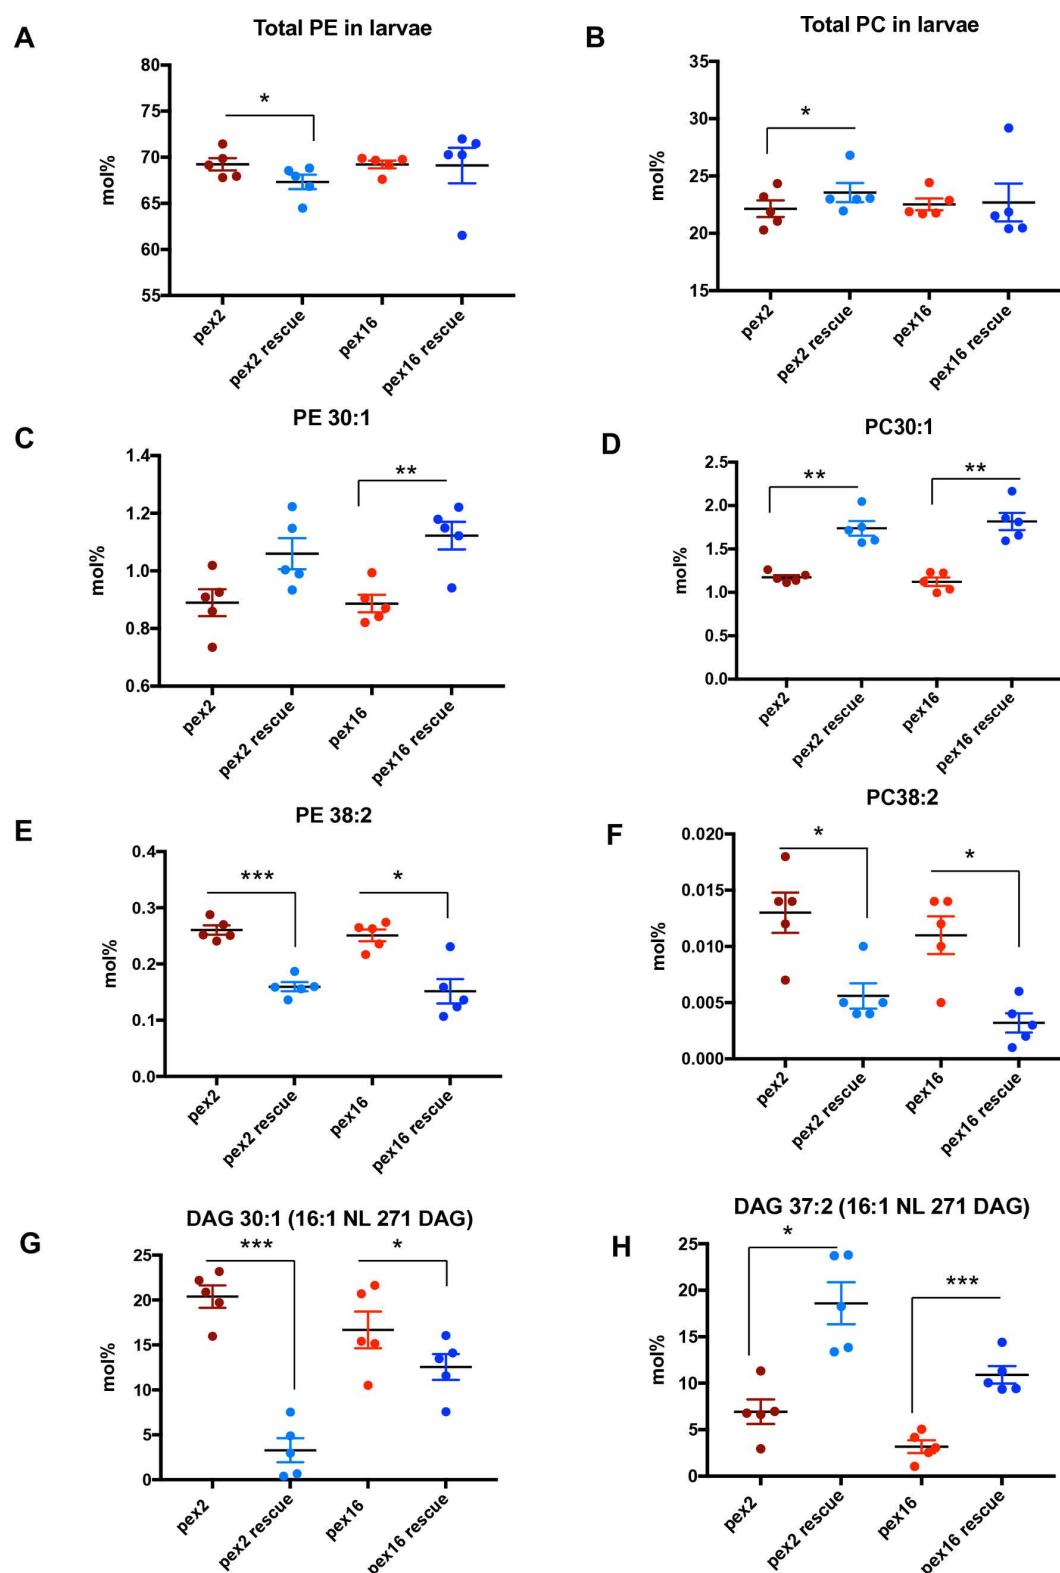 A
Total PE in larvae
80
75
70
65
60
55
mol%
*
pex2
pex2 rescue
pex16
pex16 rescue
B
Total PC in larvae
35
30
25
20
15
mol%
*
pex2
pex2 rescue
pex16
pex16 rescue
C
PE 30:1
1.4
1.2
1.0
0.8
0.6
mol%
**
pex2
pex2 rescue
pex16
pex16 rescue
D
PC30:1
2.5
2.0
1.5
1.0
0.5
0.0
mol%
**
**
pex2
pex2 rescue
pex16
pex16 rescue
E
PE 38:2
0.4
0.3
0.2
0.1
0.0
mol%
***
*
pex2
pex2 rescue
pex16
pex16 rescue
F
PC38:2
0.020
0.015
0.010
0.005
0.000
mol%
*
*
pex2
pex2 rescue
pex16
pex16 rescue
G
DAG 30:1 (16:1 NL 271 DAG)
25
20
15
10
5
0
mol%
***
*
pex2
pex2 rescue
pex16
pex16 rescue
H
DAG 37:2 (16:1 NL 271 DAG)
25
20
15
10
5
0
mol%
*
***
pex2
pex2 rescue
pex16
pex16 rescue